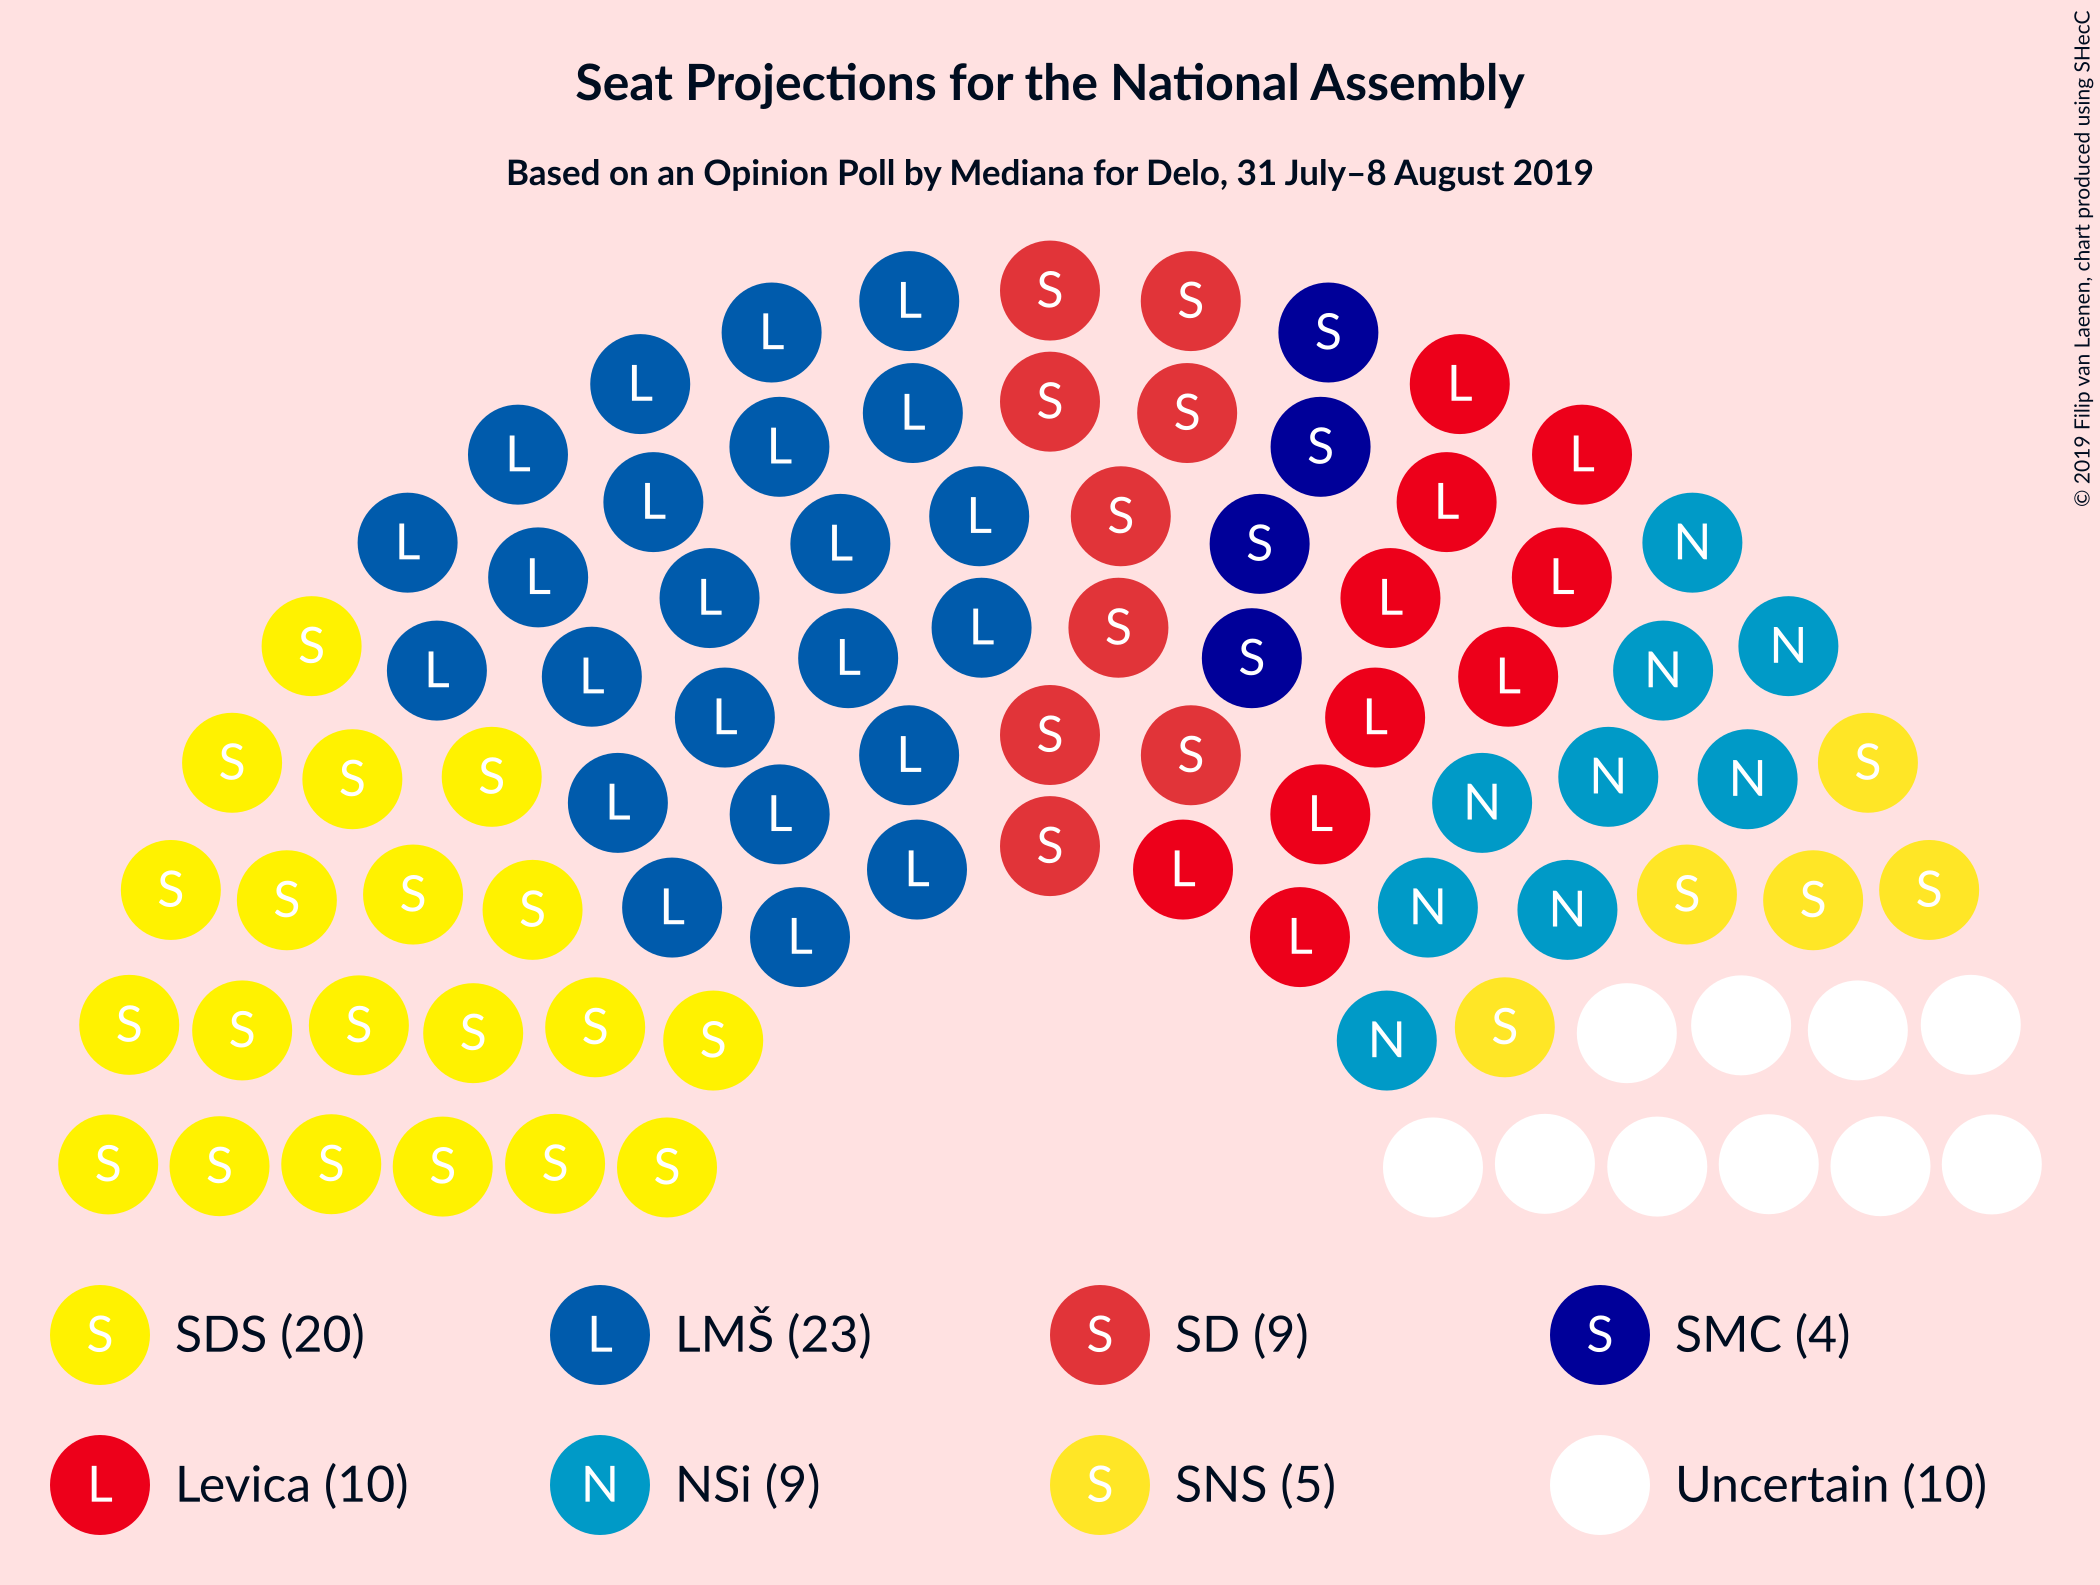 Seat Projections for the National Assembly
Based on an Opinion Poll by Mediana for Delo, 31 July–8 August 2019
© 2019 Filip van Laenen, chart produced using SHecC
S S
L L S S S L
L L L S S L
L L L L L S S L L N
L L L L S S L L N
S L L L L S S L L N N
S S S L L L S S L N N N S
S S S S L L L S L L N N S S S
S S S S S S N S
S S S S S S
S SDS (20) L LMŠ (23) S SD (9) S SMC (4)
L Levica (10) N NSi (9) S SNS (5) Uncertain (10)